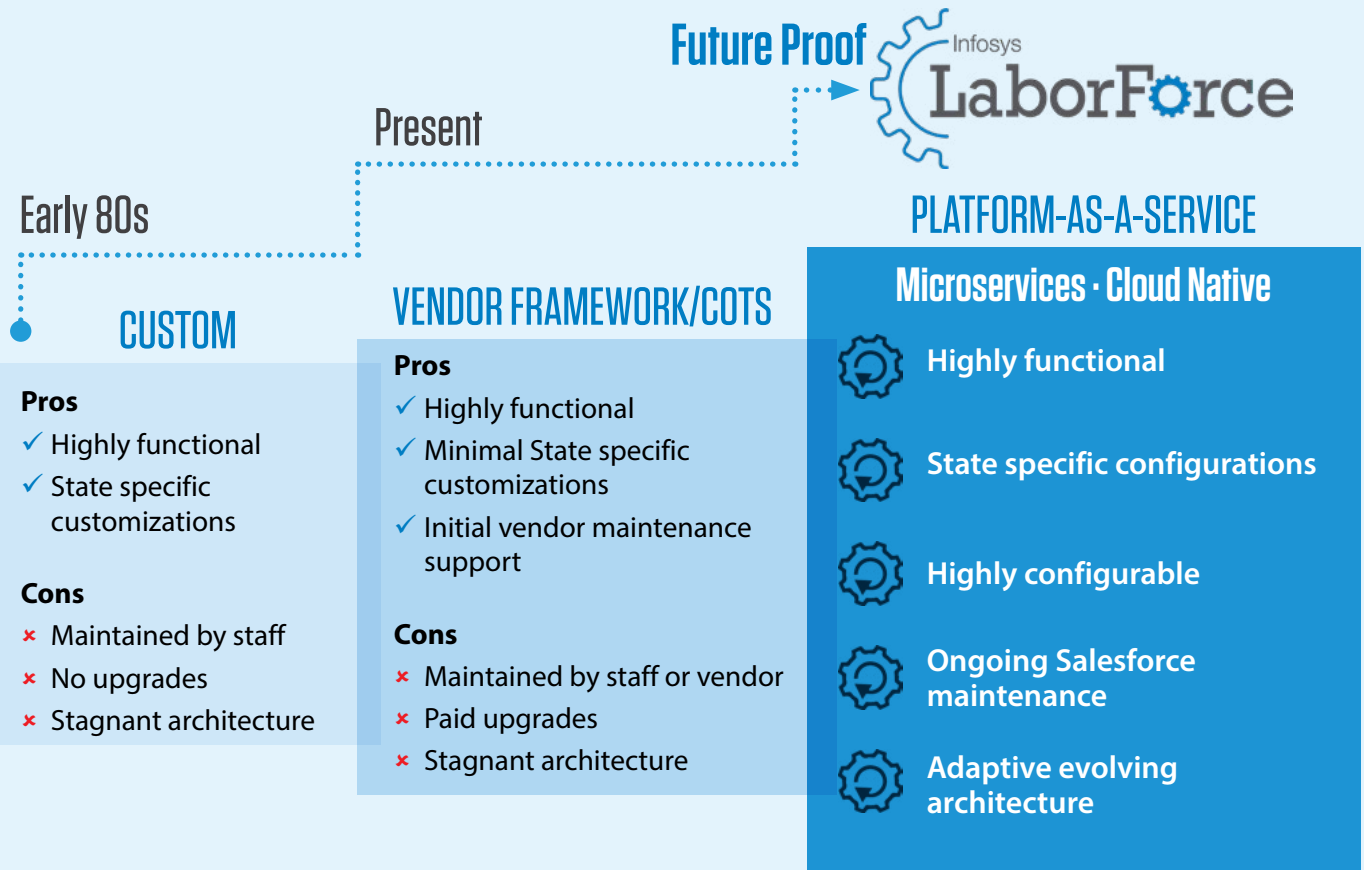 Future Proof
Infosys
LaborForce
Present
Early 80s
CUSTOM
Pros
Highly functional
State specific
customizations
Cons
Maintained by staff
No upgrades
Stagnant architecture
VENDOR FRAMEWORK/COTS
Pros
Highly functional
Minimal State specific
customizations
Initial vendor maintenance
support
Cons
Maintained by staff or vendor
Paid upgrades
Stagnant architecture
PLATFORM-AS-A-SERVICE
Microservices · Cloud Native
Highly functional
State specific configurations
Highly configurable
Ongoing Salesforce
maintenance
Adaptive evolving
architecture